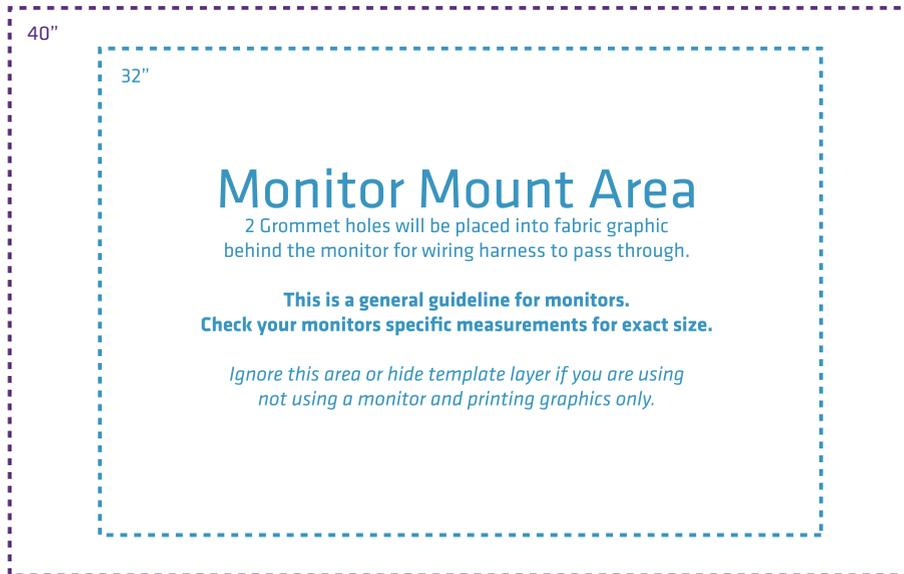 40”
32”
Monitor Mount Area
2 Grommet holes will be placed into fabric graphic
behind the monitor for wiring harness to pass through.
This is a general guideline for monitors.
Check your monitors specific measurements for exact size.
Ignore this area or hide template layer if you are using
not using a monitor and printing graphics only.